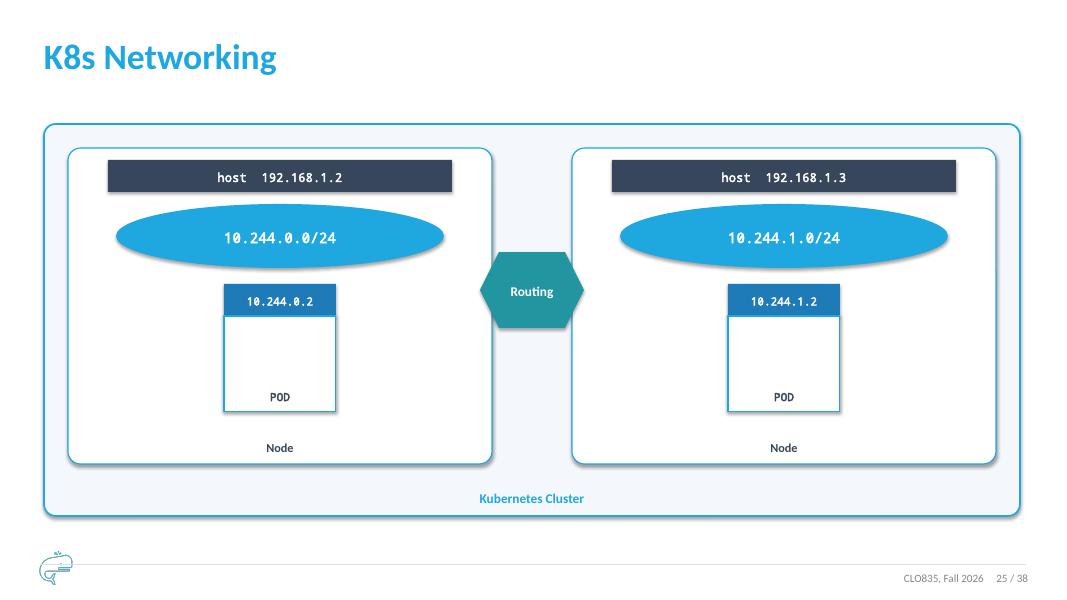 K8s Networking
host  192.168.1.2
10.244.0.0/24
10.244.0.2
POD
Node
Routing
host  192.168.1.3
10.244.1.0/24
10.244.1.2
POD
Node
Kubernetes Cluster
CLO835, Fall 2026    25 / 38